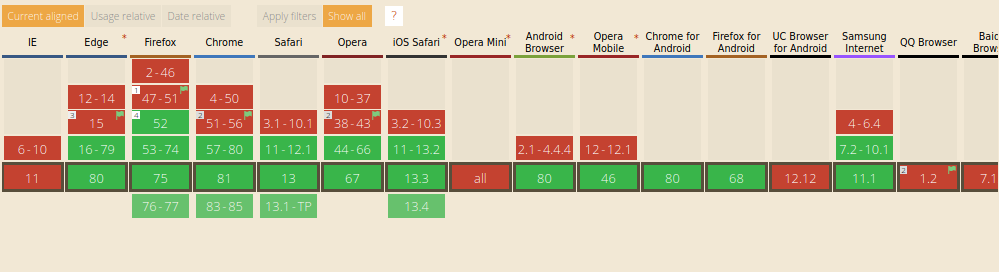 Current aligned Usage relative Date relative Apply filters Show all ?
IE Edge * Firefox Chrome Safari Opera iOS Safari * Opera Mini * Android Browser * Opera Mobile * Chrome for Android Firefox for Android UC Browser for Android Samsung Internet QQ Browser
2-46
12-14 1 47-51 4-50 10-37
3 15 4 52 2 51-56 3.1-10.1 2 38-43 3.2-10.3 4-6.4
6-10 16-79 53-74 57-80 11-12.1 44-66 11-13.2 2.1-4.4.4 12-12.1 7.2-10.1
11 80 75 81 13 67 13.3 all 80 46 80 68 12.12 11.1 2 1.2 7.1
76-77 83-85 13.1-TP 13.4